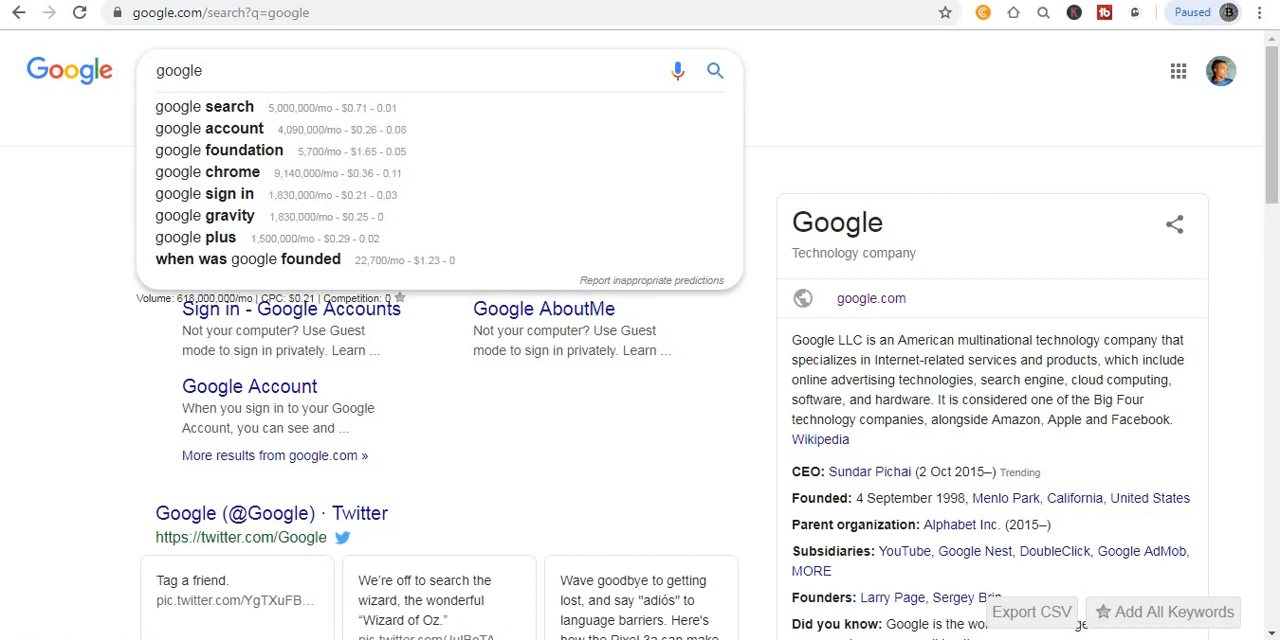 google.com/search?q=google
Paused
Google
google
google search 5,000,000/mo - $0.71 - 0.01
google account 4,090,000/mo - $0.26 - 0.08
google foundation 5,700/mo - $1.65 - 0.05
google chrome 9,140,000/mo - $0.36 - 0.11
google sign in 1,830,000/mo - $0.21 - 0.03
google gravity 1,830,000/mo - $0.25 - 0
google plus 1,500,000/mo - $0.29 - 0.02
when was google founded 22,700/mo - $1.23 - 0
Report inappropriate predictions
Volume: 618,000,000/mo | CPC: $0.21 | Competition: 0
Sign in - Google Accounts
Not your computer? Use Guest
mode to sign in privately. Learn ...
Google AboutMe
Not your computer? Use Guest
mode to sign in privately. Learn ...
Google Account
When you sign in to your Google
Account, you can see and ...
More results from google.com »
Google (@Google) · Twitter
https://twitter.com/Google
Tag a friend.
pic.twitter.com/YgTXuFB...
We're off to search the
wizard, the wonderful
“Wizard of Oz.”
Wave goodbye to getting
lost, and say "adiós" to
language barriers. Here's
how the Pixel 3a can make
Google
Technology company
google.com
Google LLC is an American multinational technology company that
specializes in Internet-related services and products, which include
online advertising technologies, search engine, cloud computing,
software, and hardware. It is considered one of the Big Four
technology companies, alongside Amazon, Apple and Facebook.
Wikipedia
CEO: Sundar Pichai (2 Oct 2015–) Trending
Founded: 4 September 1998, Menlo Park, California, United States
Parent organization: Alphabet Inc. (2015–)
Subsidiaries: YouTube, Google Nest, DoubleClick, Google AdMob,
MORE
Founders: Larry Page, Sergey Brin
Did you know: Google is the
Export CSV
Add All Keywords